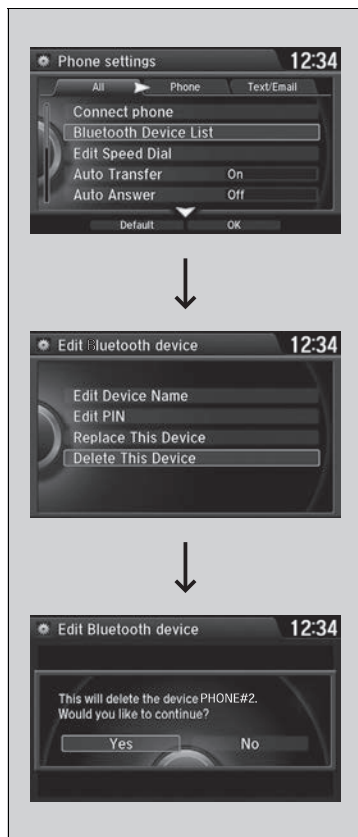 Phone settings 12:34
All Phone Text/Email
Connect phone
Bluetooth Device List
Edit Speed Dial
Auto Transfer On
Auto Answer Off
Default OK
Edit Bluetooth device 12:34
Edit Device Name
Edit PIN
Replace This Device
Delete This Device
Edit Bluetooth device 12:34
This will delete the device PHONE#2.
Would you like to continue?
Yes No